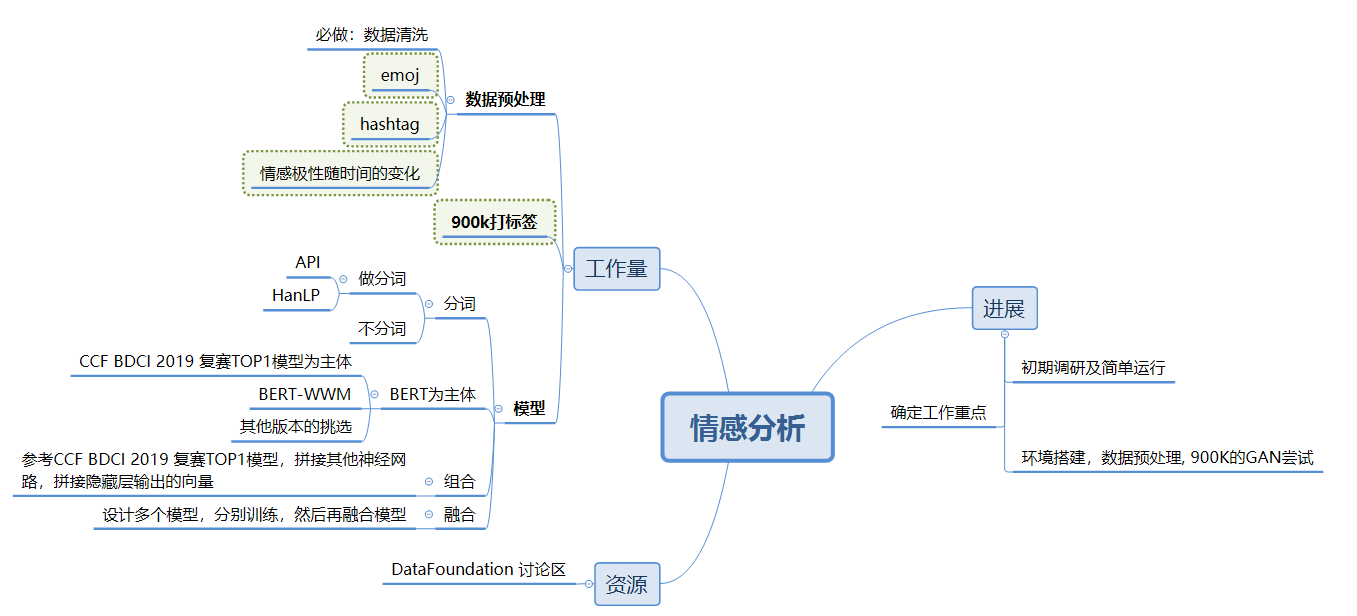 情感分析
工作量
数据预处理
必做：数据清洗
emoj
hashtag
情感极性随时间的变化
900k打标签
模型
分词
做分词
API
HanLP
不分词
BERT为主体
CCF BDCI 2019 复赛TOP1模型为主体
BERT-WWM
其他版本的挑选
组合
参考CCF BDCI 2019 复赛TOP1模型，拼接其他神经网
路，拼接隐藏层输出的向量
融合
设计多个模型，分别训练，然后再融合模型
资源
DataFoundation 讨论区
进展
初期调研及简单运行
确定工作重点
环境搭建，数据预处理, 900K的GAN尝试